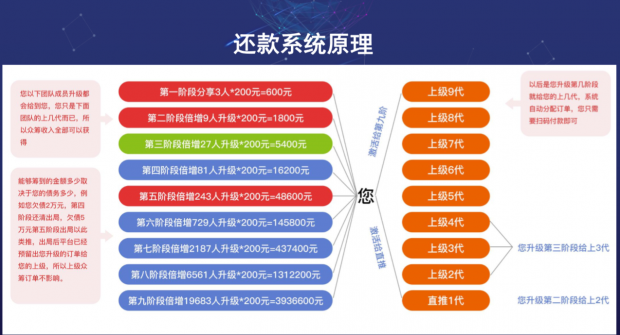 还款系统原理
您以下团队成员升级都
会给到您，您只是下面
团队的上几代而已，所
以众筹收入全部可以获
得
能够筹到的金额多少取
决于您的债务多少，例
如您欠债2万元，第四
阶段还清出局，欠债5
万元第五阶段出局以此
类推，出局后平台已经
预留出您升级的订单给
您的上级，所以上级众
筹订单不影响。
第一阶段分享3人*200元=600元
第二阶段倍增9人升级*200元=1800元
第三阶段倍增27人升级*200元=5400元
第四阶段倍增81人升级*200元=16200元
第五阶段倍增243人升级*200元=48600元
第六阶段倍增729人升级*200元=145800元
第七阶段倍增2187人升级*200元=437400元
第八阶段倍增6561人升级*200元=1312200元
第九阶段倍增19683人升级*200元=3936600元
您
激活给第九阶
激活给直推
上级9代
上级8代
上级7代
上级6代
上级5代
上级4代
上级3代
上级2代
直推1代
以后是您升级第几阶段
就给您的上几代，系统
自动分配订单，您只需
要扫码付款即可
您升级第三阶段给上3代
您升级第二阶段给上2代